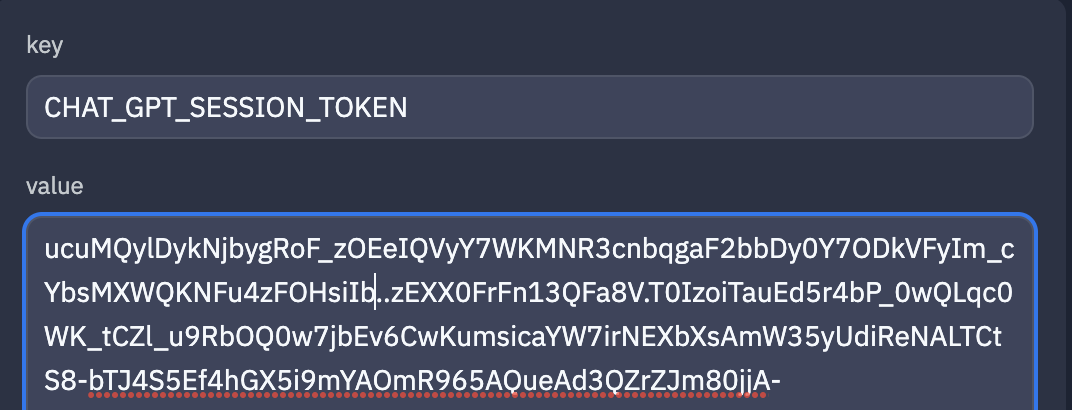 key
CHAT_GPT_SESSION_TOKEN
value
ucuMQylDykNjbygRoF_zOEeIQVyY7WKMNR3cnbqgaF2bbDy0Y7ODkVFyIm_c
YbsMXWQKNFu4zFOHsiIb..zEXX0FrFn13QFa8V.T0IzoiTauEd5r4bP_0wQLqc0
WK_tCZl_u9RbOQ0w7jbEv6CwKumsicaYW7irNEXbXsAmW35yUdiReNALTCt
S8-bTJ4S5Ef4hGX5i9mYAOmR965AQueAd3QZrZJm80jjA-